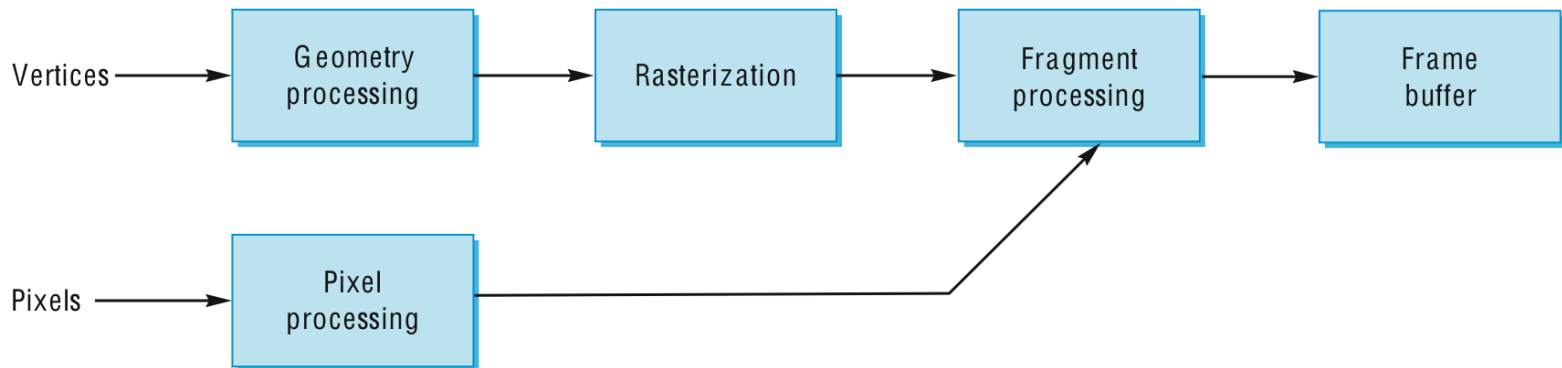 Vertices
Geometry
processing
Rasterization
Fragment
processing
Frame
buffer
Pixels
Pixel
processing